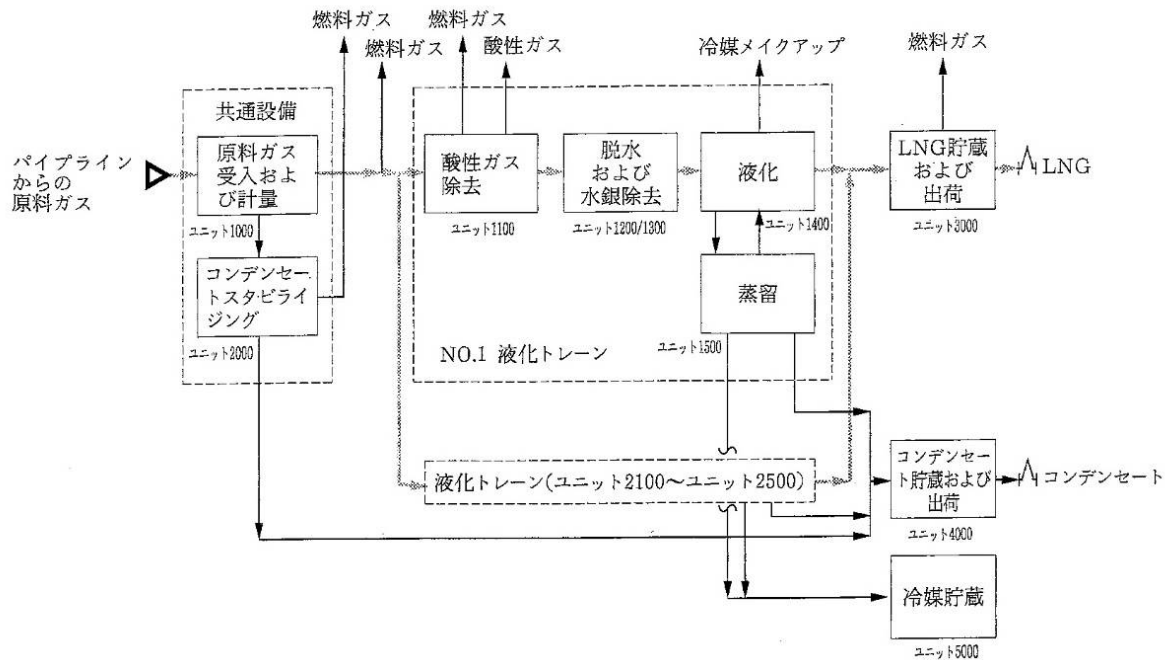 燃料ガス
燃料ガス
燃料ガス
酸性ガス
冷媒メイクアップ
燃料ガス
共通設備
パイプライン
からの
原料ガス
原料ガス
受入およ
び計量
ユニット1000
コンデンセー
トスタビライ
ジング
ユニット2000
酸性ガス
除去
ユニット1100
脱水
および
水銀除去
ユニット1200/1300
液化
ユニット1400
蒸留
ユニット1500
NO.1 液化トレーン
LNG貯蔵
および
出荷
ユニット3000
LNG
液化トレーン(ユニット2100〜ユニット2500)
コンデンセー
ト貯蔵および
出荷
ユニット4000
コンデンセート
冷媒貯蔵
ユニット5000